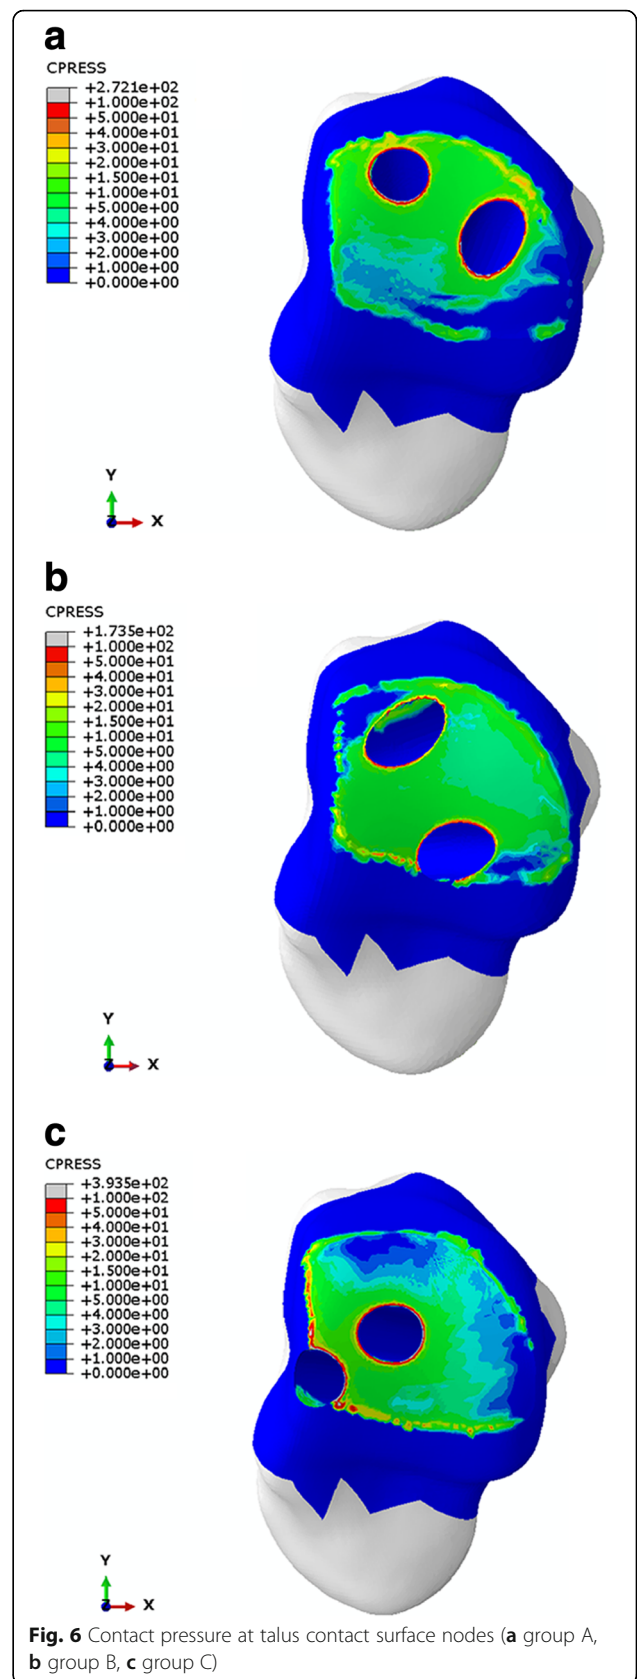 a
CPRESS
+2.721e+02
+1.000e+02
+5.000e+01
+4.000e+01
+3.000e+01
+2.000e+01
+1.500e+01
+1.000e+01
+5.000e+00
+4.000e+00
+3.000e+00
+2.000e+00
+1.000e+00
+0.000e+00
Y
Z X
b
CPRESS
+1.735e+02
+1.000e+02
+5.000e+01
+4.000e+01
+3.000e+01
+2.000e+01
+1.500e+01
+1.000e+01
+5.000e+00
+4.000e+00
+3.000e+00
+2.000e+00
+1.000e+00
+0.000e+00
Y
Z X
c
CPRESS
+3.935e+02
+1.000e+02
+5.000e+01
+4.000e+01
+3.000e+01
+2.000e+01
+1.500e+01
+1.000e+01
+5.000e+00
+4.000e+00
+3.000e+00
+2.000e+00
+1.000e+00
+0.000e+00
Y
Z X
Fig. 6 Contact pressure at talus contact surface nodes (a group A,
b group B, c group C)